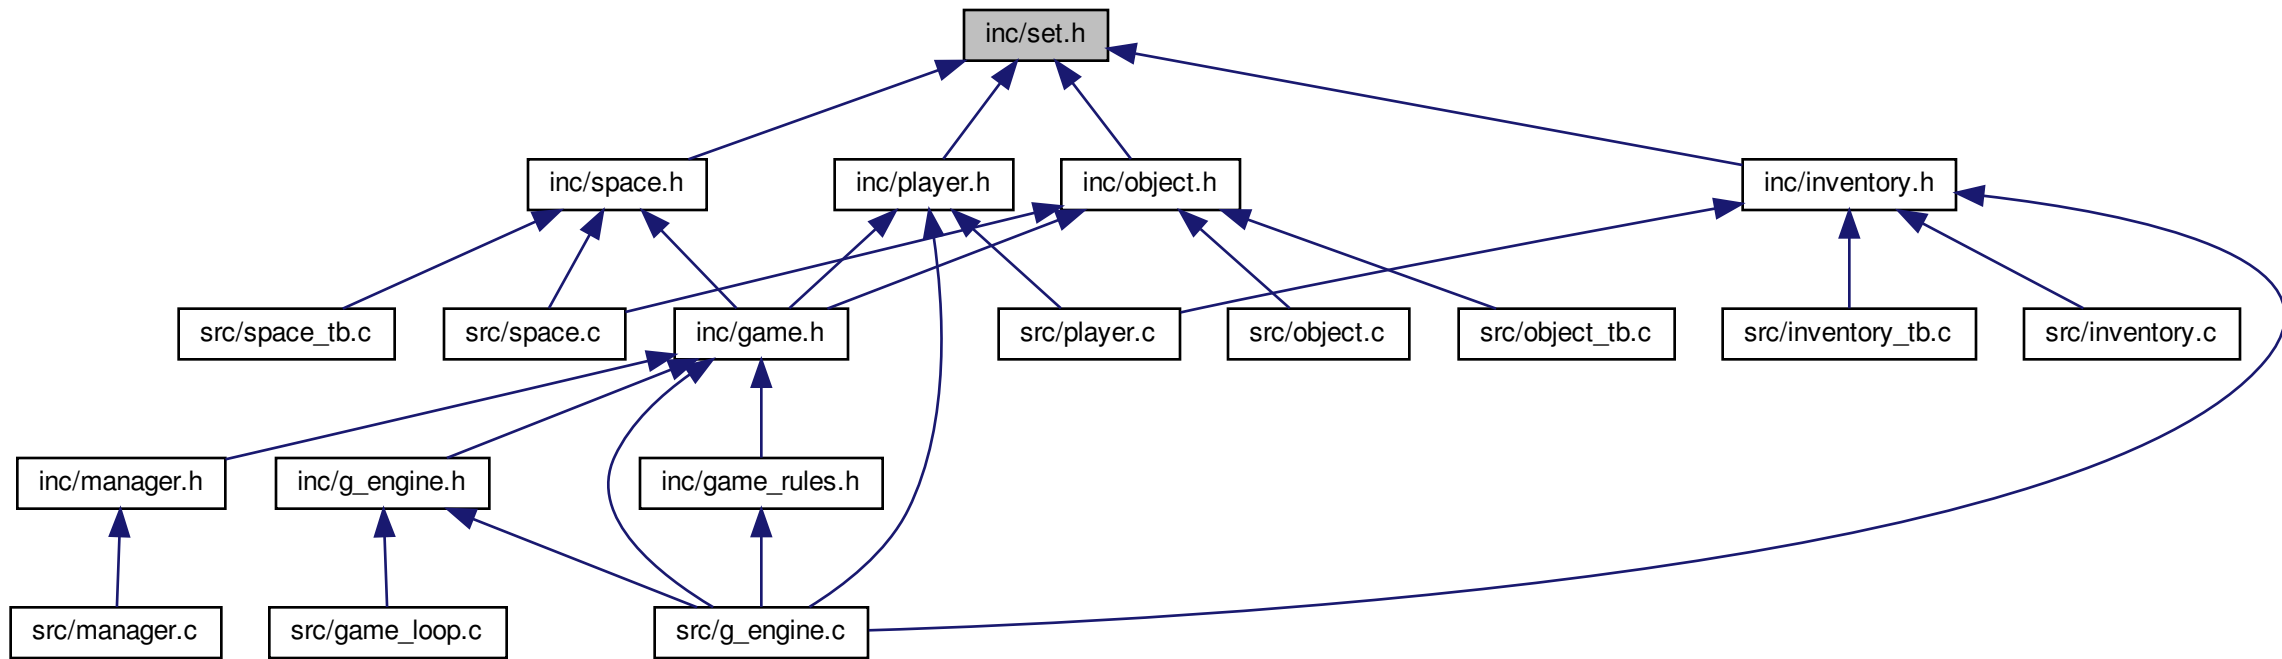 inc/set.h
inc/space.h
inc/player.h
inc/object.h
inc/inventory.h
src/space_tb.c
src/space.c
inc/game.h
src/player.c
src/object.c
src/object_tb.c
src/inventory_tb.c
src/inventory.c
inc/manager.h
inc/g_engine.h
inc/game_rules.h
src/manager.c
src/game_loop.c
src/g_engine.c